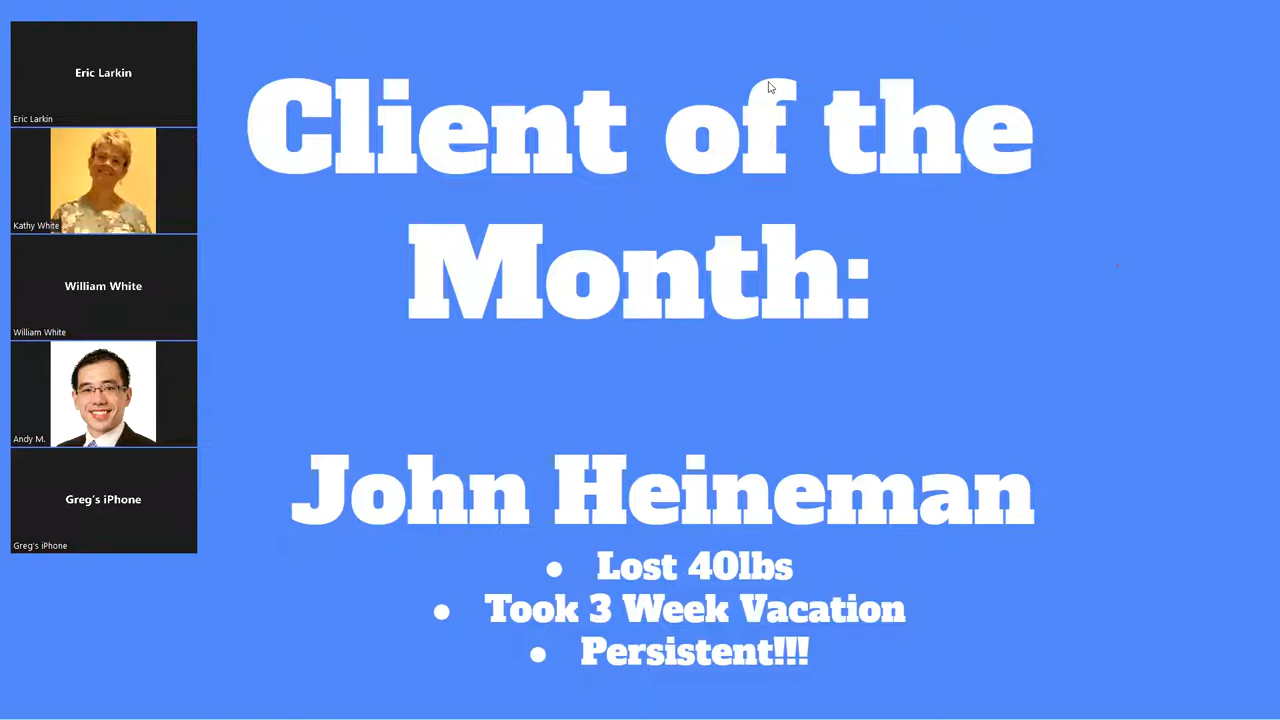 Eric Larkin
Eric Larkin
Kathy White
William White
William White
Andy M.
Greg's iPhone
Greg's iPhone
Client of the
Month:
John Heineman
● Lost 40lbs
● Took 3 Week Vacation
● Persistent!!!